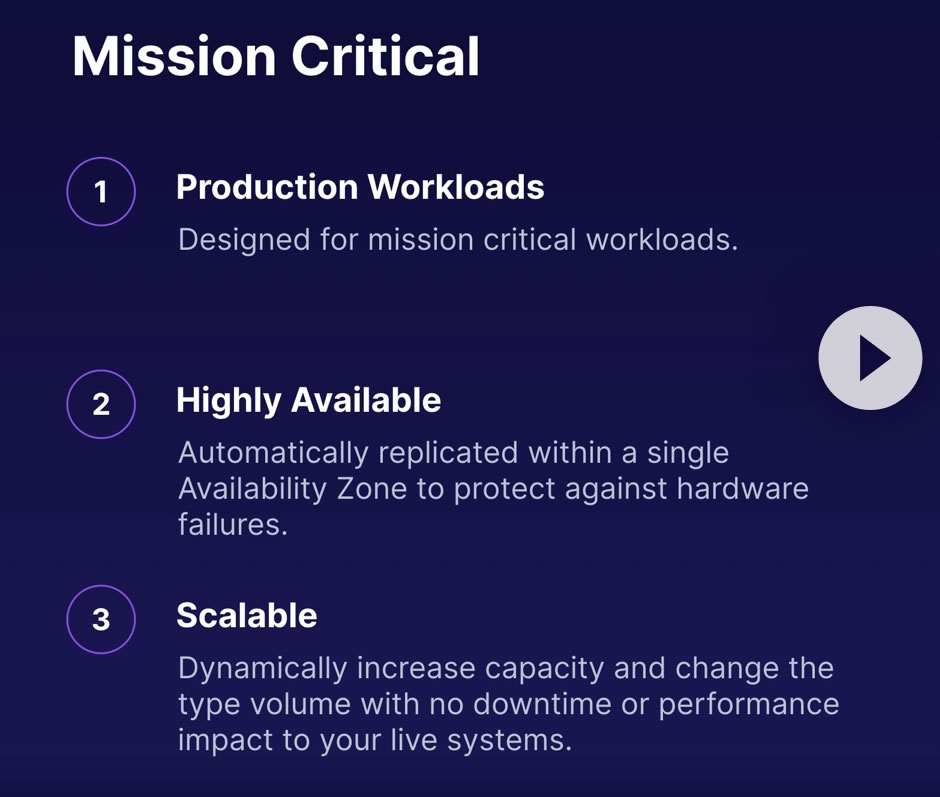 Mission Critical
1
Production Workloads
Designed for mission critical workloads.
2
Highly Available
Automatically replicated within a single
Availability Zone to protect against hardware
failures.
3
Scalable
Dynamically increase capacity and change the
type volume with no downtime or performance
impact to your live systems.